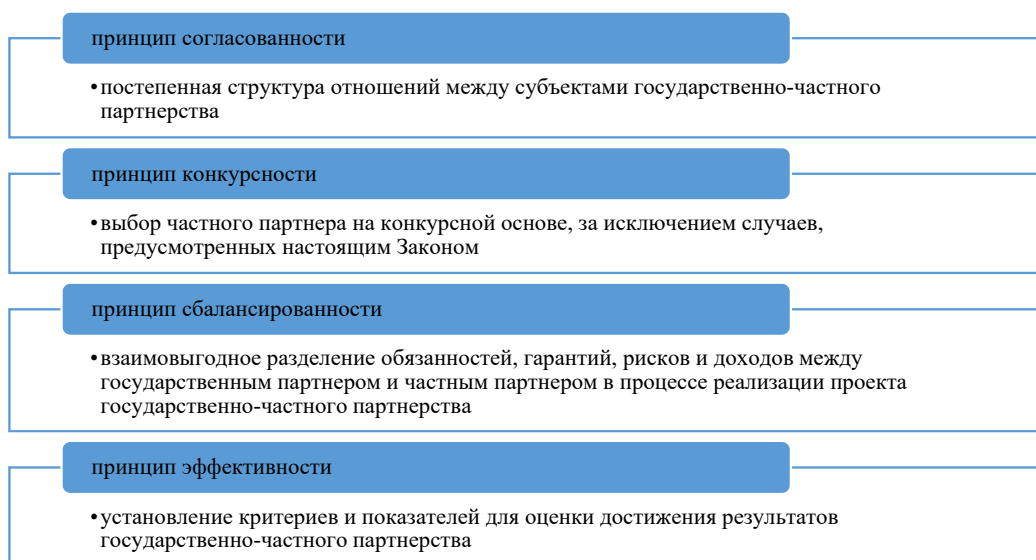 принцип согласованности
•постепенная структура отношений между субъектами государственно-частного
партнерства
принцип конкурсности
•выбор частного партнера на конкурсной основе, за исключением случаев,
предусмотренных настоящим Законом
принцип сбалансированности
•взаимовыгодное разделение обязанностей, гарантий, рисков и доходов между
государственным партнером и частным партнером в процессе реализации проекта
государственно-частного партнерства
принцип эффективности
•установление критериев и показателей для оценки достижения результатов
государственно-частного партнерства